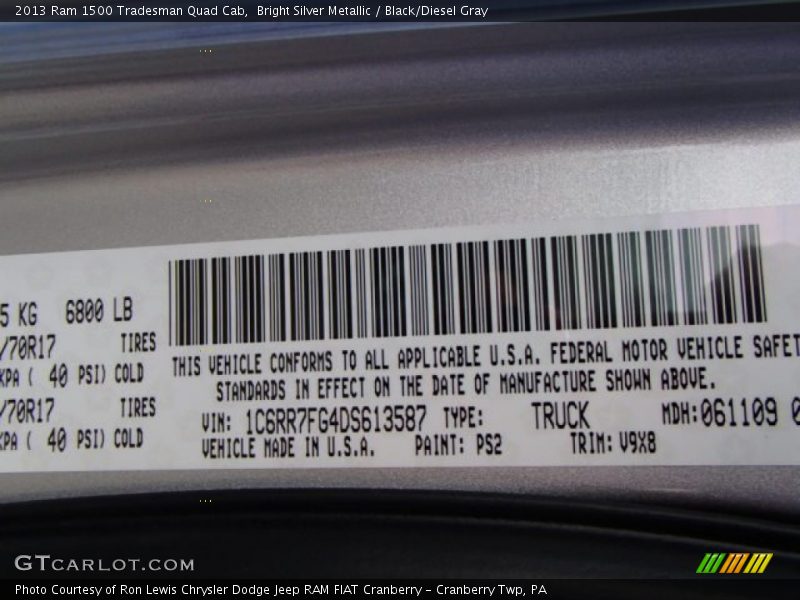 2013 Ram 1500 Tradesman Quad Cab,  Bright Silver Metallic / Black/Diesel Gray
5 KG 6800 LB
/70R17 TIRES
KPA ( 40 PSI) COLD
/70R17 TIRES
KPA ( 40 PSI) COLD
THIS VEHICLE CONFORMS TO ALL APPLICABLE U.S.A. FEDERAL MOTOR VEHICLE SAFET
STANDARDS IN EFFECT ON THE DATE OF MANUFACTURE SHOWN ABOVE.
VIN: 1C6RR7FG4DS613587 TYPE: TRUCK MDH:061109 0
VEHICLE MADE IN U.S.A. PAINT: PS2 TRIM: V9X8
GTCARLOT.COM
Photo Courtesy of Ron Lewis Chrysler Dodge Jeep RAM FIAT Cranberry – Cranberry Twp, PA